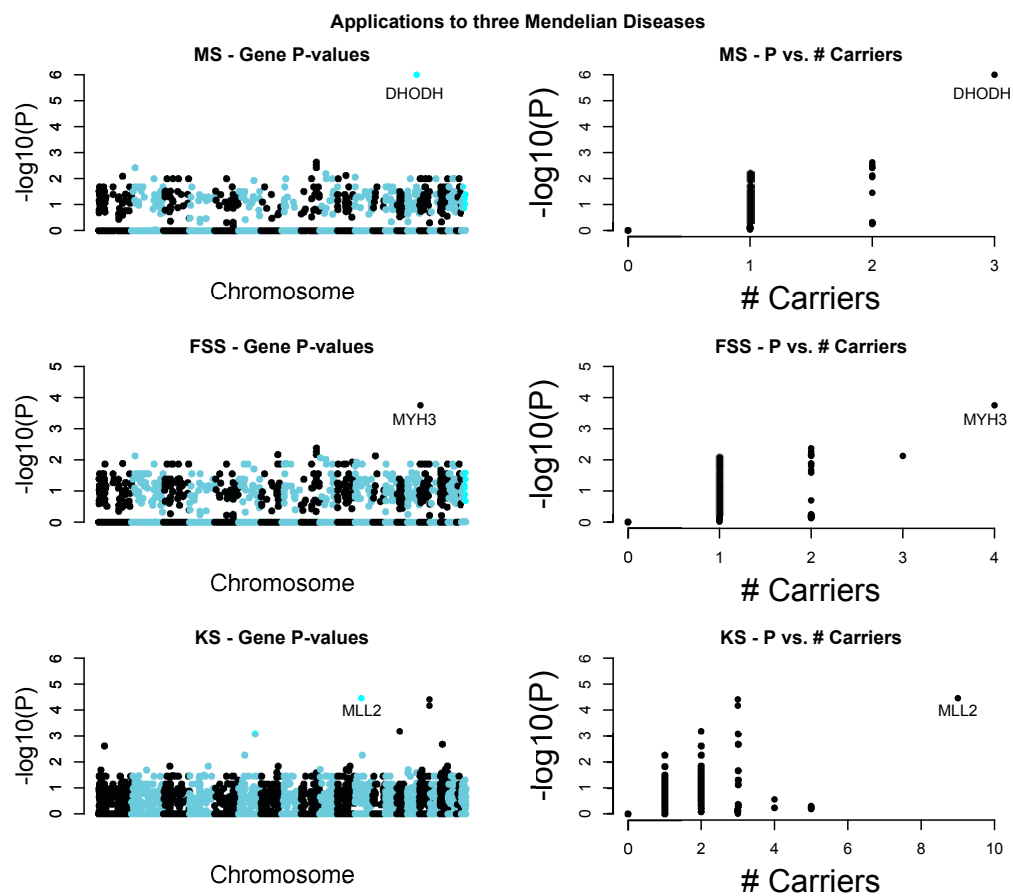 Applications to three Mendelian Diseases
MS - Gene P-values
-log10(P)
6
5
4
3
2
1
0
DHODH
Chromosome
MS - P vs. # Carriers
-log10(P)
6
5
4
3
2
1
0
DHODH
0 1 2 3
# Carriers
FSS - Gene P-values
-log10(P)
5
4
3
2
1
0
MYH3
Chromosome
FSS - P vs. # Carriers
-log10(P)
5
4
3
2
1
0
MYH3
0 1 2 3 4
# Carriers
KS - Gene P-values
-log10(P)
6
5
4
3
2
1
0
MLL2
Chromosome
KS - P vs. # Carriers
-log10(P)
6
5
4
3
2
1
0
MLL2
0 2 4 6 8 10
# Carriers